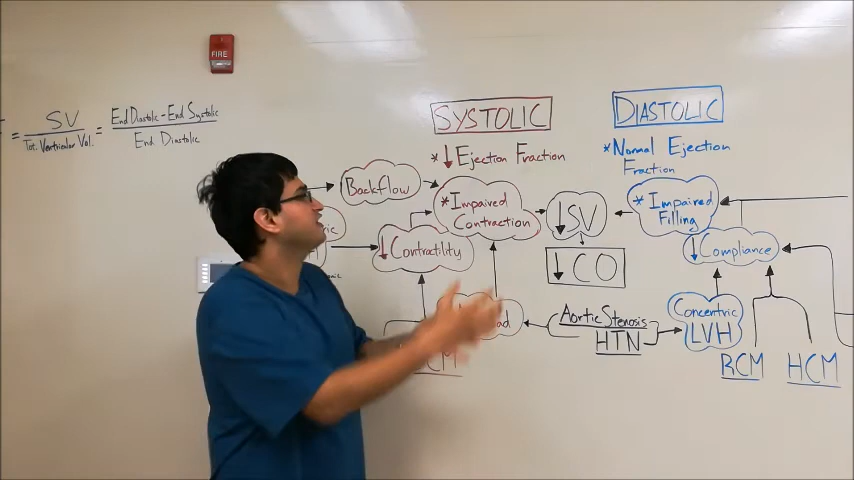 FIRE
= SV / Tot. Ventricular Vol. = End Diastolic - End Systolic / End Diastolic
SYSTOLIC
*↓ Ejection Fraction
DIASTOLIC
*Normal Ejection
Fraction
Backflow
*Impaired
Contraction
↓Contractility
↓SV
↓CO
*Impaired
Filling
↓Compliance
Aortic Stenosis
HTN
Concentric
LVH
RCM
HCM